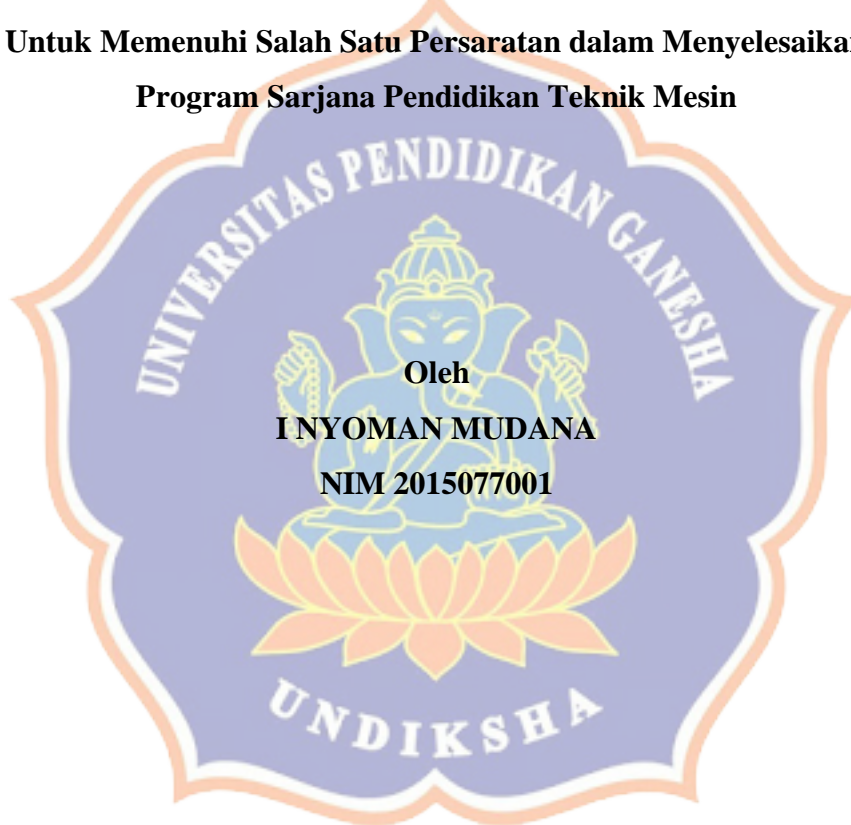 Untuk Memenuhi Salah Satu Persaratan dalam Menyelesaikan
Program Sarjana Pendidikan Teknik Mesin
UNIVERSITAS PENDIDIKAN GANESHA
Oleh
I NYOMAN MUDANA
NIM 2015077001
UNDIKSHA